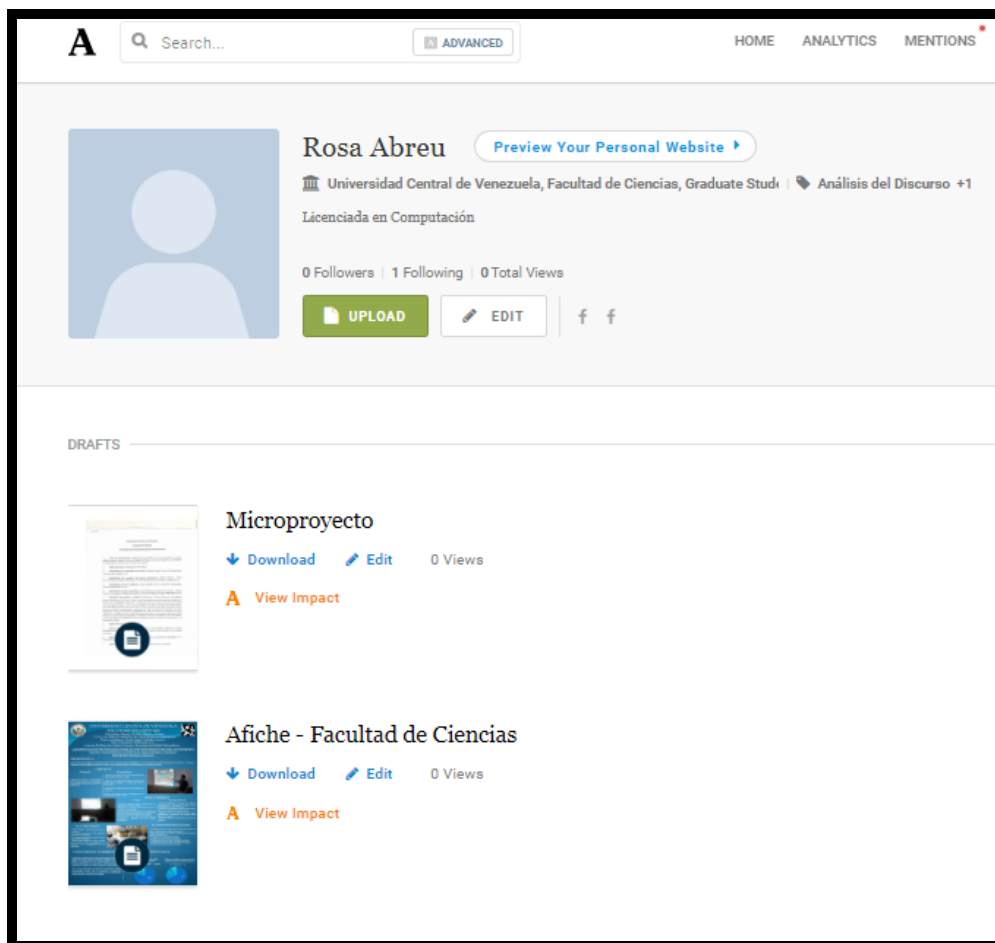 A Search... A ADVANCED HOME ANALYTICS MENTIONS
Rosa Abreu Preview Your Personal Website
Universidad Central de Venezuela, Facultad de Ciencias, Graduate Stude Análisis del Discurso +1
Licenciada en Computación
0 Followers | 1 Following | 0 Total Views
UPLOAD EDIT f f
DRAFTS
Microproyecto
Download Edit 0 Views
A View Impact
Afiche - Facultad de Ciencias
Download Edit 0 Views
A View Impact